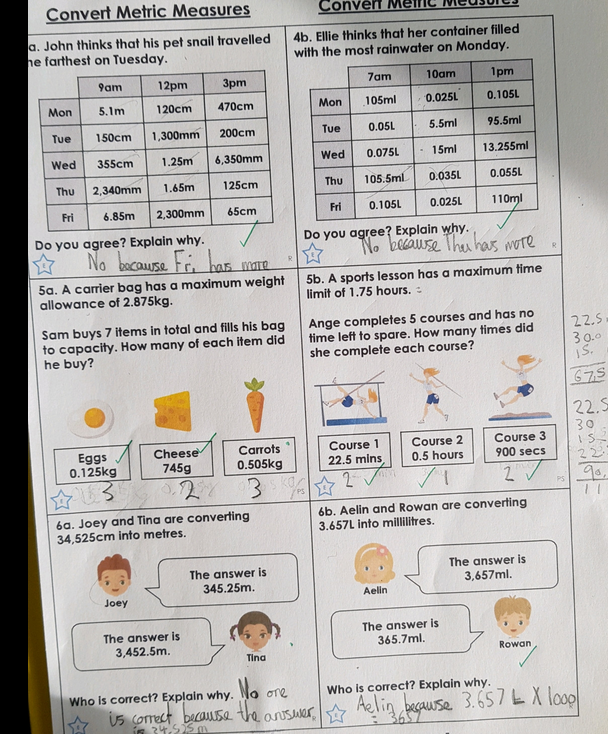 Convert Metric Measures
a. John thinks that his pet snail travelled
he farthest on Tuesday.
9am 12pm 3pm
Mon 5.1m 120cm 470cm
Tue 150cm 1,300mm 200cm
Wed 355cm 1.25m 6,350mm
Thu 2,340mm 1.65m 125cm
Fri 6.85m 2,300mm 65cm
Do you agree? Explain why.
No because Fri, has more
R
5a. A carrier bag has a maximum weight
allowance of 2.875kg.
Sam buys 7 items in total and fills his bag
to capacity. How many of each item did
he buy?
Eggs
0.125kg
Cheese
745g
Carrots
0.505kg
3 2 3
PS
6a. Joey and Tina are converting
34,525cm into metres.
The answer is
345.25m.
Joey
The answer is
3,452.5m.
Tina
Who is correct? Explain why. No one
is correct because the answer
is 34.525m
Convert Metric Measures
4b. Ellie thinks that her container filled
with the most rainwater on Monday.
7am 10am 1pm
Mon 105ml 0.025L 0.105L
Tue 0.05L 5.5ml 95.5ml
Wed 0.075L 15ml 13.255ml
Thu 105.5ml 0.035L 0.055L
Fri 0.105L 0.025L 110ml
Do you agree? Explain why.
No because Thu has more
R
5b. A sports lesson has a maximum time
limit of 1.75 hours.
Ange completes 5 courses and has no
time left to spare. How many times did
she complete each course?
Course 1
22.5 mins
Course 2
0.5 hours
Course 3
900 secs
2 1 2
PS
6b. Aelin and Rowan are converting
3.657L into millilitres.
The answer is
3,657ml.
Aelin
The answer is
365.7ml.
Rowan
Who is correct? Explain why.
Aelin because 3.657 L X 1000
= 3657
22.5
30.0
15.
67.5
22.5
30
15
90.
11